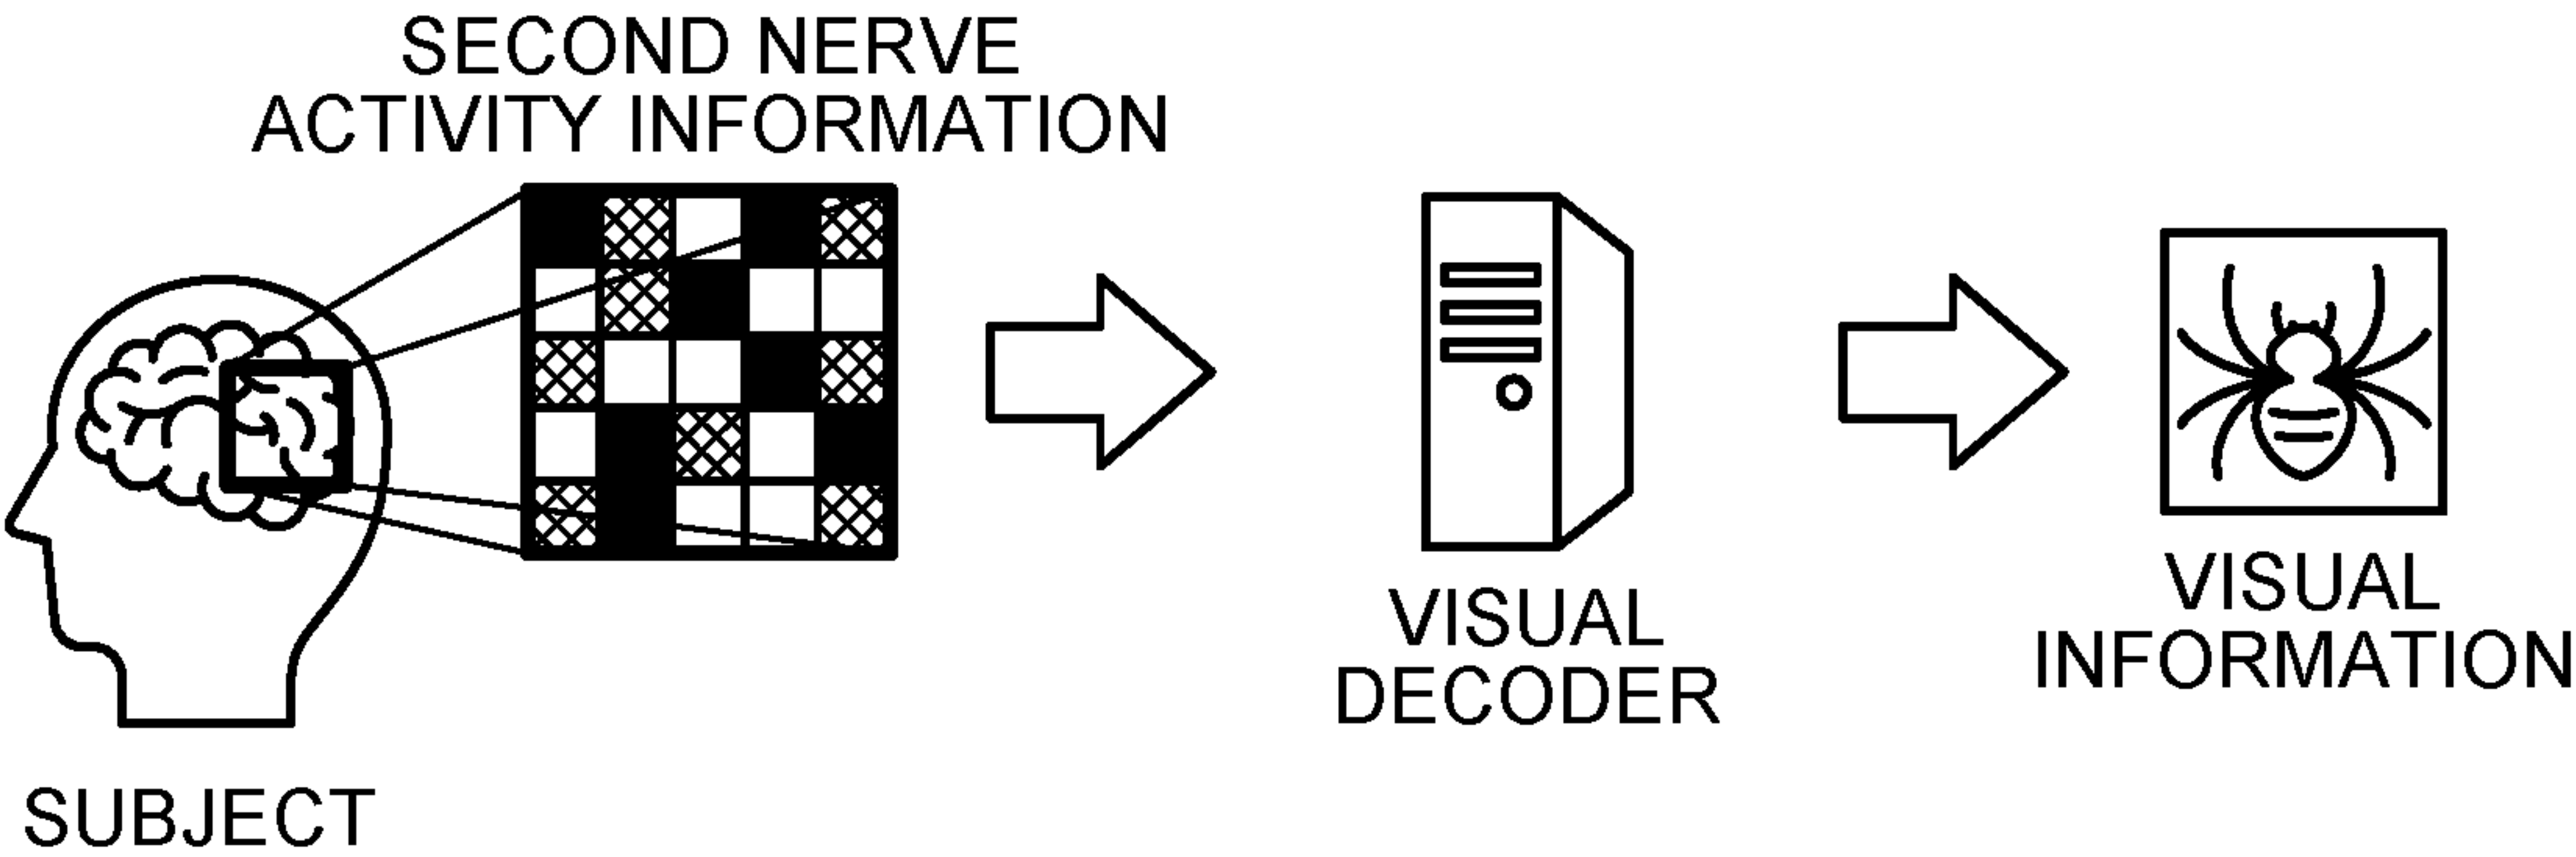 SECOND NERVE
ACTIVITY INFORMATION
VISUAL
DECODER
VISUAL
INFORMATION
SUBJECT